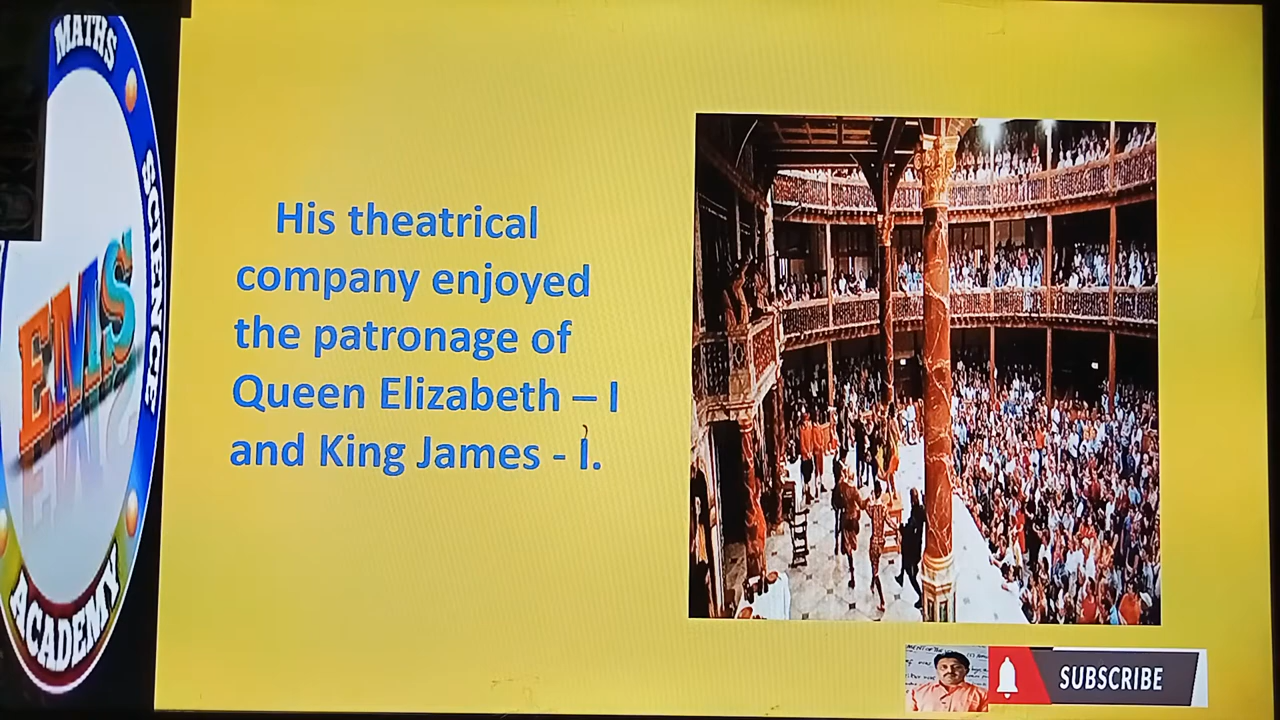 MATHS
SCIENCE
EMS
ACADEMY
His theatrical
company enjoyed
the patronage of
Queen Elizabeth – I
and King James - I.
SUBSCRIBE